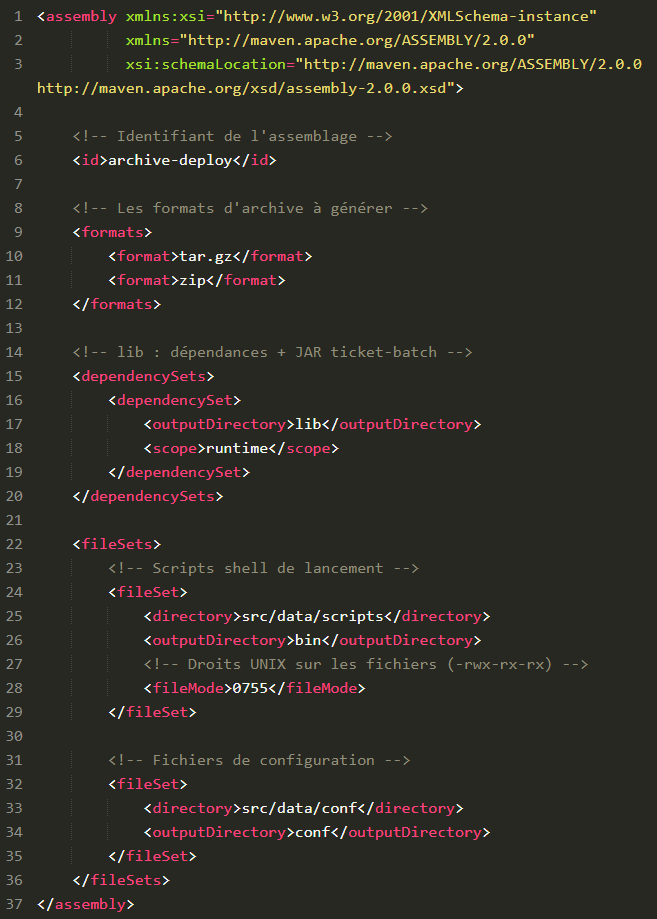 1 <assembly xmlns:xsi="http://www.w3.org/2001/XMLSchema-instance"
2 xmlns="http://maven.apache.org/ASSEMBLY/2.0.0"
3 xsi:schemaLocation="http://maven.apache.org/ASSEMBLY/2.0.0
http://maven.apache.org/xsd/assembly-2.0.0.xsd">
4
5 <!-- Identifiant de l'assemblage -->
6 <id>archive-deploy</id>
7
8 <!-- Les formats d'archive à générer -->
9 <formats>
10 <format>tar.gz</format>
11 <format>zip</format>
12 </formats>
13
14 <!-- lib : dépendances + JAR ticket-batch -->
15 <dependencySets>
16 <dependencySet>
17 <outputDirectory>lib</outputDirectory>
18 <scope>runtime</scope>
19 </dependencySet>
20 </dependencySets>
21
22 <fileSets>
23 <!-- Scripts shell de lancement -->
24 <fileSet>
25 <directory>src/data/scripts</directory>
26 <outputDirectory>bin</outputDirectory>
27 <!-- Droits UNIX sur les fichiers (-rwx-rx-rx) -->
28 <fileMode>0755</fileMode>
29 </fileSet>
30
31 <!-- Fichiers de configuration -->
32 <fileSet>
33 <directory>src/data/conf</directory>
34 <outputDirectory>conf</outputDirectory>
35 </fileSet>
36 </fileSets>
37 </assembly>